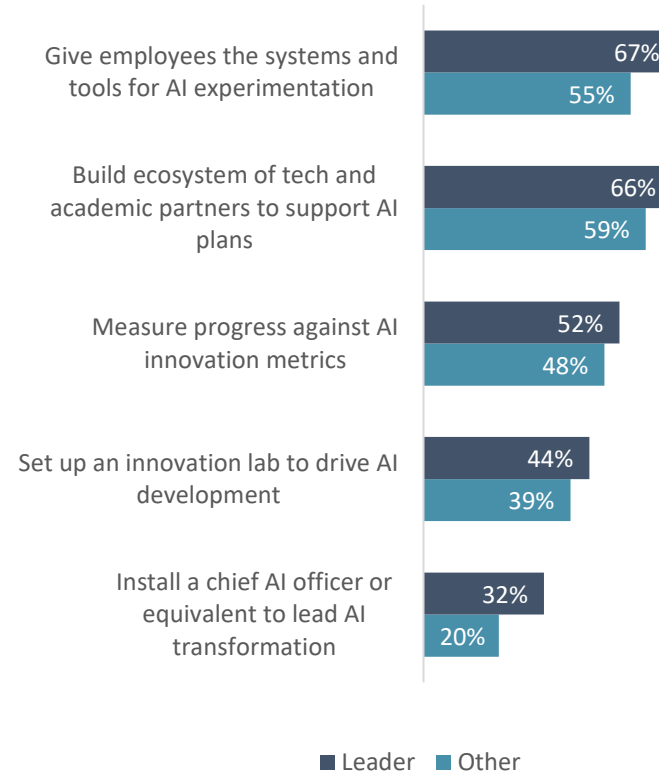 Give employees the systems and
tools for AI experimentation
67%
55%
Build ecosystem of tech and
academic partners to support AI
plans
66%
59%
Measure progress against AI
innovation metrics
52%
48%
Set up an innovation lab to drive AI
development
44%
39%
Install a chief AI officer or
equivalent to lead AI
transformation
32%
20%
Leader Other